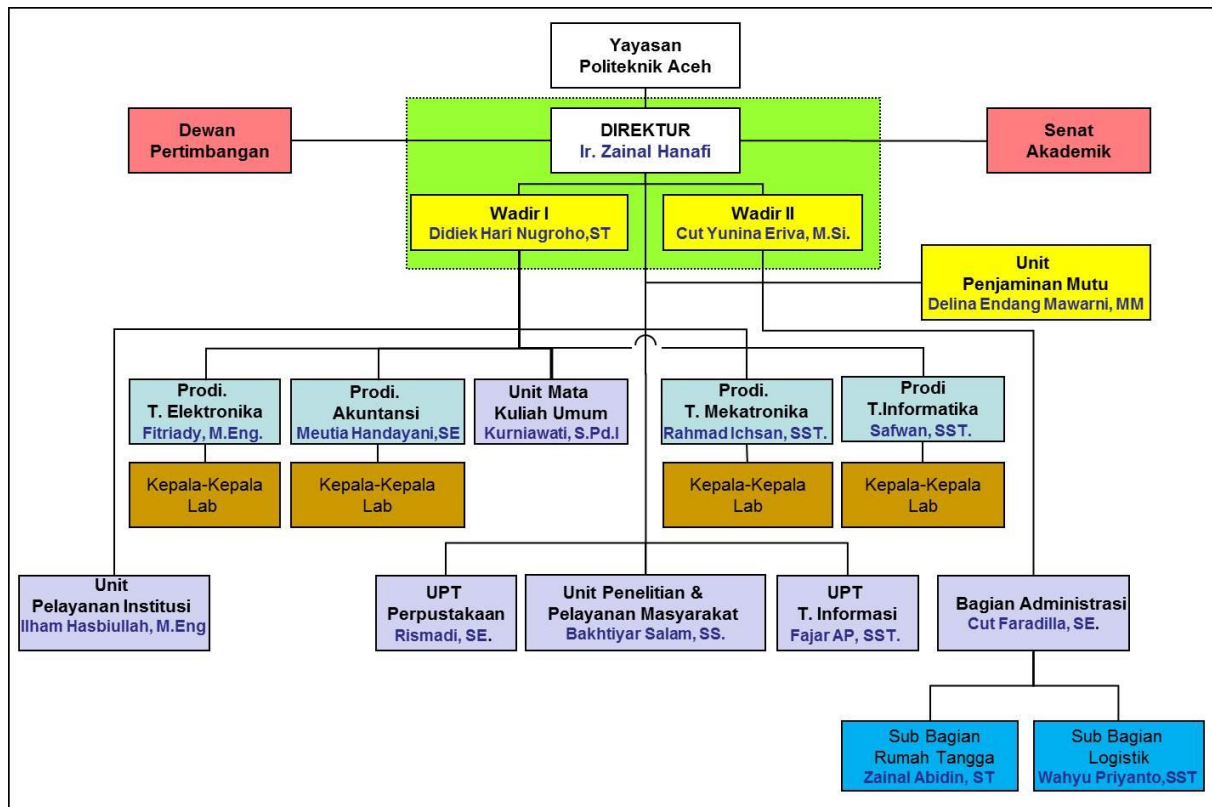 Yayasan
Politeknik Aceh
Dewan
Pertimbangan
DIREKTUR
Ir. Zainal Hanafi
Senat
Akademik
Wadir I
Didiek Hari Nugroho,ST
Wadir II
Cut Yunina Eriva, M.Si.
Unit
Penjaminan Mutu
Delina Endang Mawarni, MM
Prodi.
T. Elektronika
Fitriady, M.Eng.
Prodi.
Akuntansi
Meutia Handayani,SE
Unit Mata
Kuliah Umum
Kurniawati, S.Pd.I
Prodi.
T. Mekatronika
Rahmad Ichsan, SST.
Prodi
T.Informatika
Safwan, SST.
Kepala-Kepala
Lab
Kepala-Kepala
Lab
Kepala-Kepala
Lab
Kepala-Kepala
Lab
Unit
Pelayanan Institusi
Ilham Hasbiullah, M.Eng
UPT
Perpustakaan
Rismadi, SE.
Unit Penelitian &
Pelayanan Masyarakat
Bakhtiyar Salam, SS.
UPT
T. Informasi
Fajar AP, SST.
Bagian Administrasi
Cut Faradilla, SE.
Sub Bagian
Rumah Tangga
Zainal Abidin, ST
Sub Bagian
Logistik
Wahyu Priyanto,SST